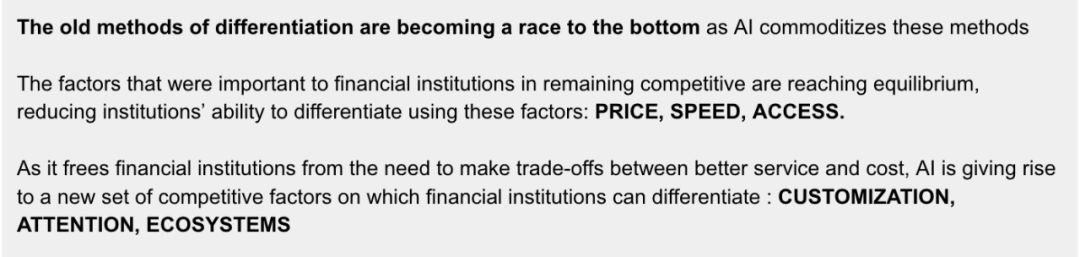 The old methods of differentiation are becoming a race to the bottom as AI commoditizes these methods
The factors that were important to financial institutions in remaining competitive are reaching equilibrium,
reducing institutions' ability to differentiate using these factors: PRICE, SPEED, ACCESS.
As it frees financial institutions from the need to make trade-offs between better service and cost, AI is giving rise
to a new set of competitive factors on which financial institutions can differentiate : CUSTOMIZATION,
ATTENTION, ECOSYSTEMS